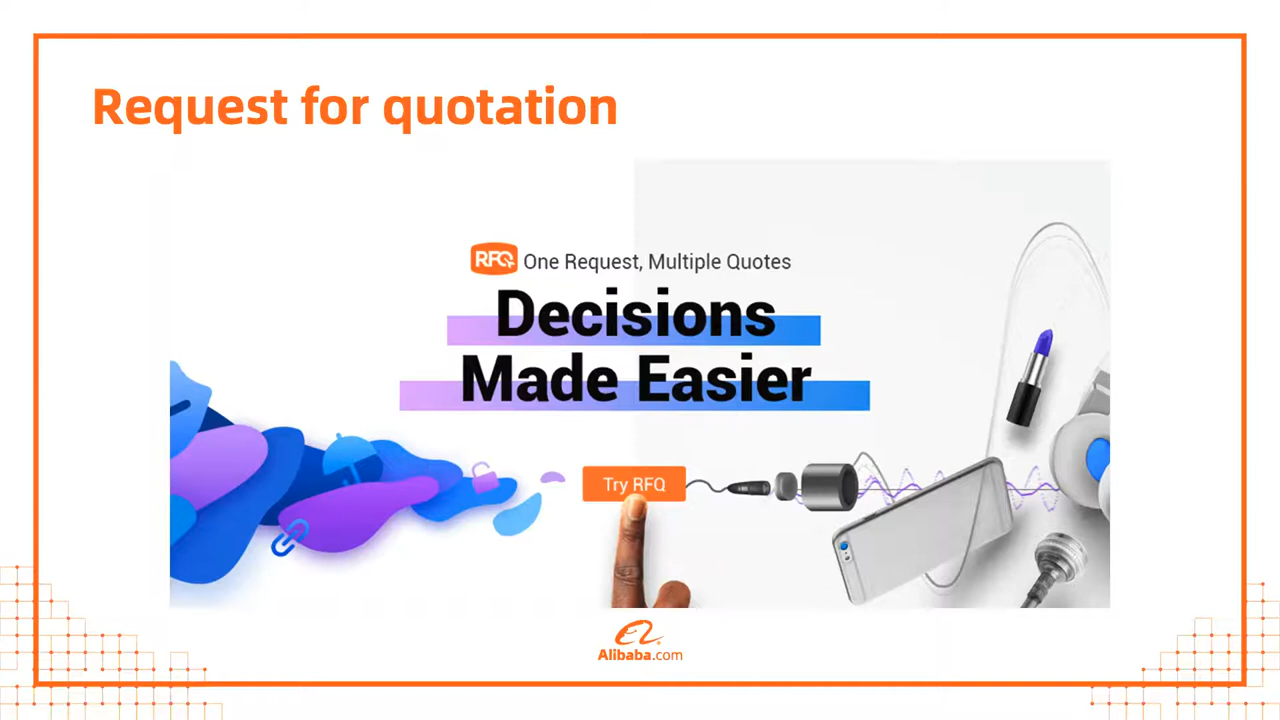 Request for quotation
RFQ One Request, Multiple Quotes
Decisions
Made Easier
Try RFQ
Alibaba.com